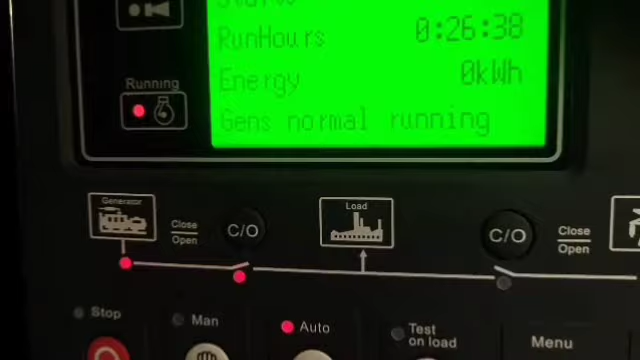 RunHours 0:26:38
Energy 0kWh
Gens normal running
Running
Generator
Close
Open
C/O
Load
C/O
Close
Open
Stop
Man
Auto
Test
on load
Menu